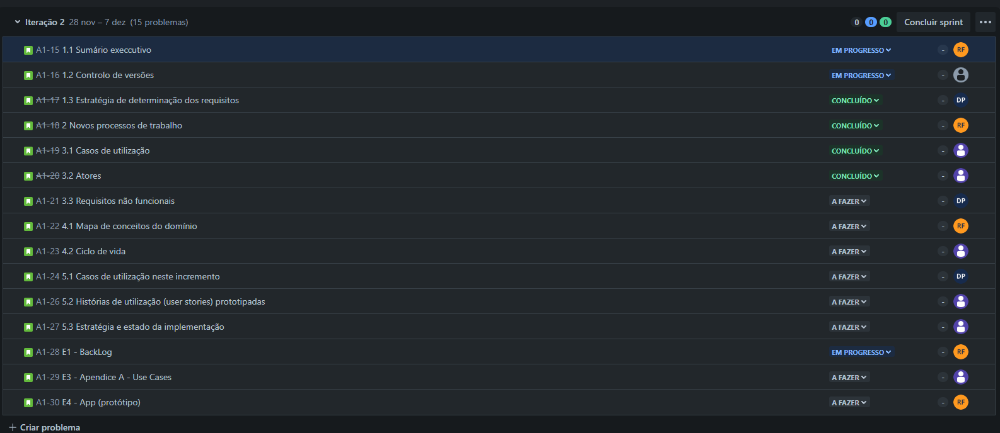 Iteração 2 28 nov – 7 dez (15 problemas) 0 0 0 Concluir sprint
A1-15 1.1 Sumário execcutivo EM PROGRESSO - RF
A1-16 1.2 Controlo de versões EM PROGRESSO -
A1-17 1.3 Estratégia de determinação dos requisitos CONCLUÍDO - DP
A1-18 2 Novos processos de trabalho CONCLUÍDO - RF
A1-19 3.1 Casos de utilização CONCLUÍDO -
A1-20 3.2 Atores CONCLUÍDO -
A1-21 3.3 Requisitos não funcionais A FAZER - DP
A1-22 4.1 Mapa de conceitos do domínio A FAZER - RF
A1-23 4.2 Ciclo de vida A FAZER -
A1-24 5.1 Casos de utilização neste incremento A FAZER - DP
A1-26 5.2 Histórias de utilização (user stories) prototipadas A FAZER -
A1-27 5.3 Estratégia e estado da implementação A FAZER -
A1-28 E1 - BackLog EM PROGRESSO - RF
A1-29 E3 - Apendice A - Use Cases A FAZER -
A1-30 E4 - App (protótipo) A FAZER - RF
+ Criar problema